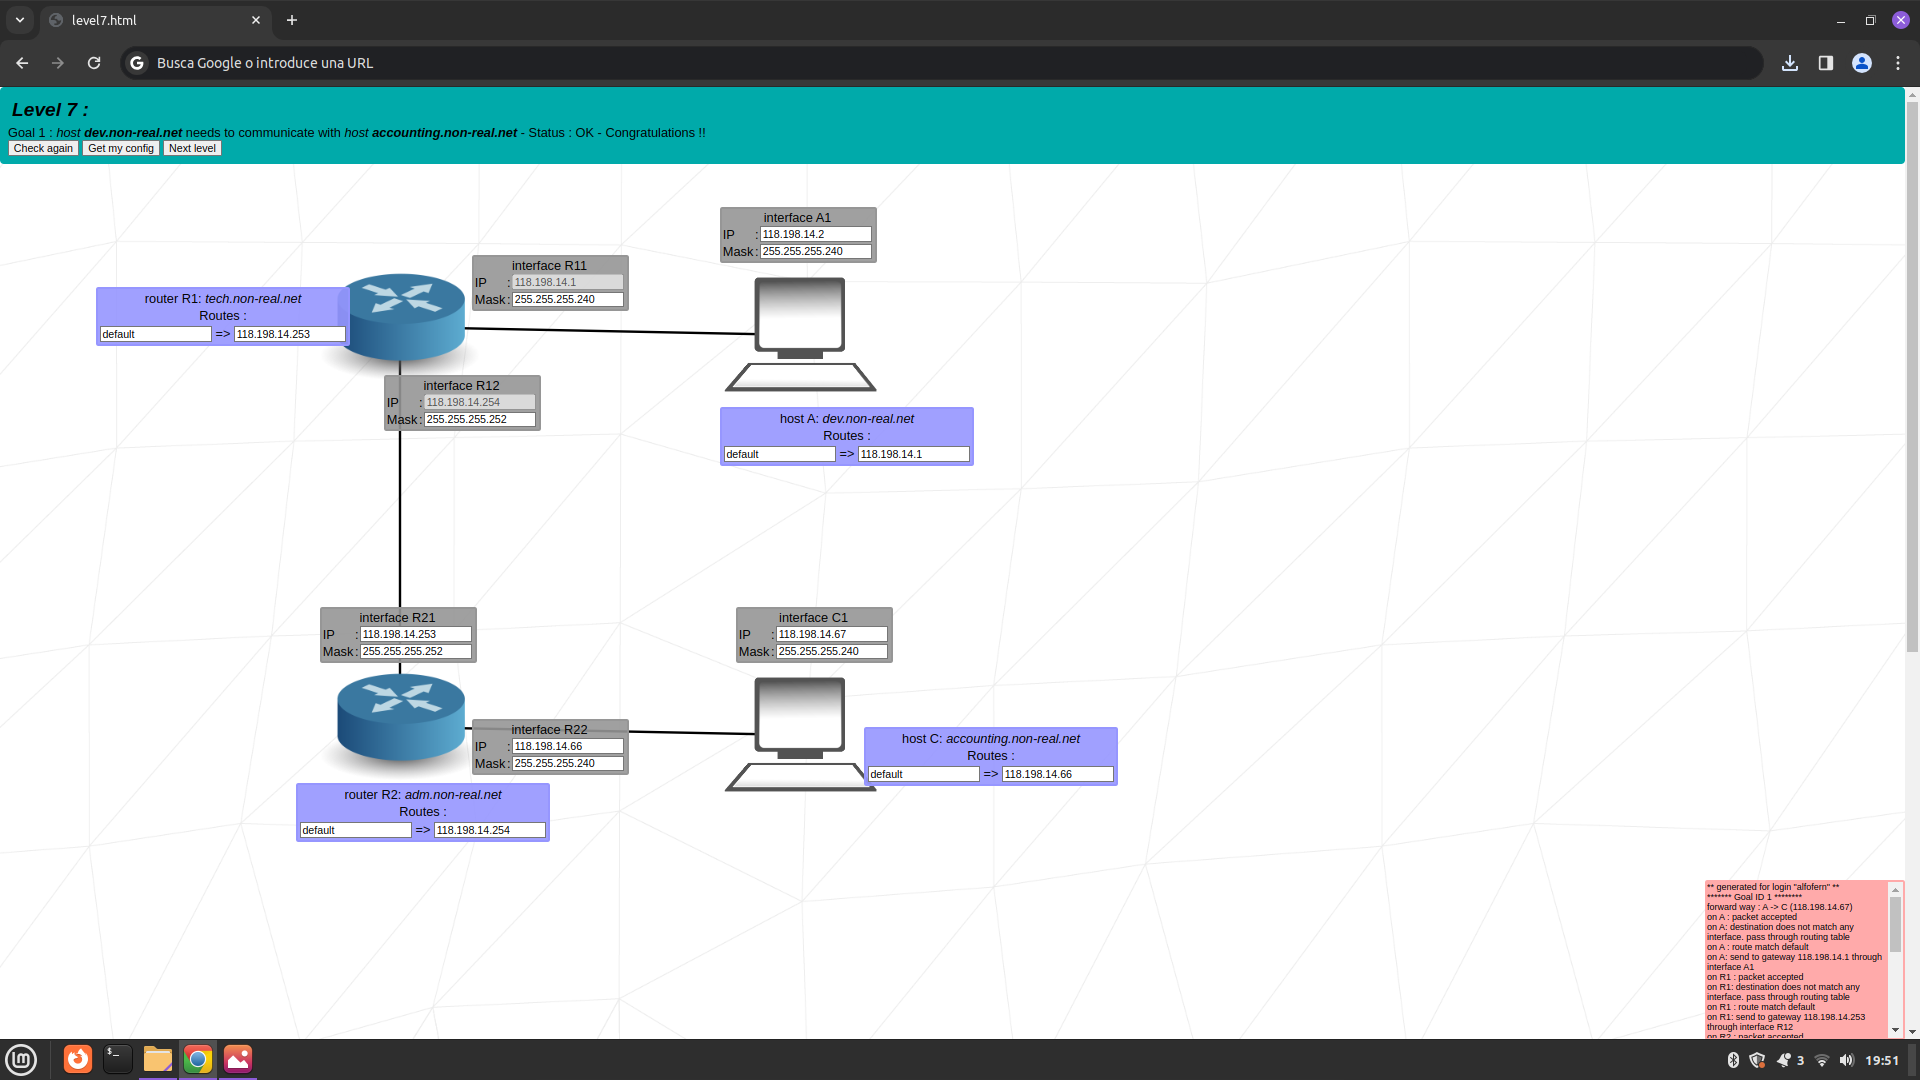 level7.html
Busca Google o introduce una URL
Level 7 :
Goal 1 : host dev.non-real.net needs to communicate with host accounting.non-real.net - Status : OK - Congratulations !!
Check again Get my config Next level
interface A1
IP : 118.198.14.2
Mask : 255.255.255.240
interface R11
IP : 118.198.14.1
Mask : 255.255.255.240
router R1: tech.non-real.net
Routes :
default => 118.198.14.253
interface R12
IP : 118.198.14.254
Mask : 255.255.255.252
host A: dev.non-real.net
Routes :
default => 118.198.14.1
interface R21
IP : 118.198.14.253
Mask : 255.255.255.252
interface C1
IP : 118.198.14.67
Mask : 255.255.255.240
interface R22
IP : 118.198.14.66
Mask : 255.255.255.240
host C: accounting.non-real.net
Routes :
default => 118.198.14.66
router R2: adm.non-real.net
Routes :
default => 118.198.14.254
** generated for login "alfofern" **
******* Goal ID 1 ********
forward way : A -> C (118.198.14.67)
on A : packet accepted
on A: destination does not match any
interface. pass through routing table
on A : route match default
on A: send to gateway 118.198.14.1 through
interface A1
on R1 : packet accepted
on R1: destination does not match any
interface. pass through routing table
on R1 : route match default
on R1: send to gateway 118.198.14.253
through interface R12
on R2 : packet accepted
3
19:51